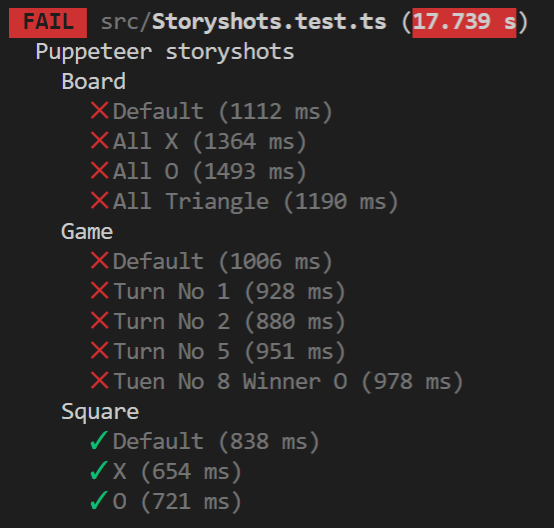 FAIL src/Storyshots.test.ts (17.739 s)
Puppeteer storyshots
Board
✕ Default (1112 ms)
✕ All X (1364 ms)
✕ All O (1493 ms)
✕ All Triangle (1190 ms)
Game
✕ Default (1006 ms)
✕ Turn No 1 (928 ms)
✕ Turn No 2 (880 ms)
✕ Turn No 5 (951 ms)
✕ Tuen No 8 Winner O (978 ms)
Square
✓ Default (838 ms)
✓ X (654 ms)
✓ O (721 ms)